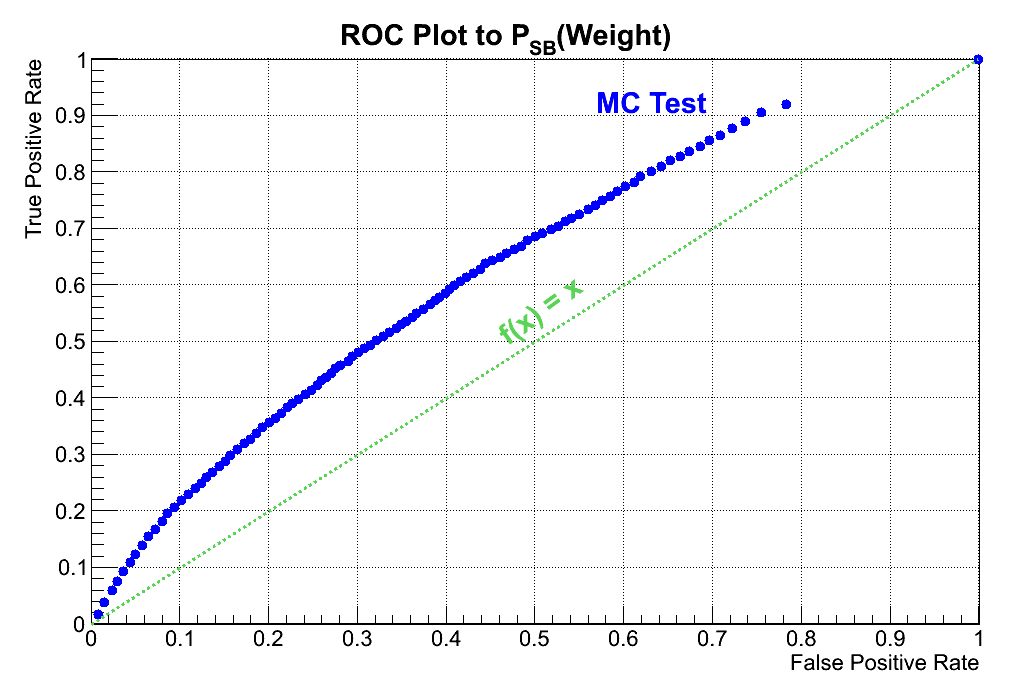 ROC Plot to P_SB(Weight)
True Positive Rate
1
0.9
0.8
0.7
0.6
0.5
0.4
0.3
0.2
0.1
0
MC Test
f(x) = x
0 0.1 0.2 0.3 0.4 0.5 0.6 0.7 0.8 0.9 1
False Positive Rate